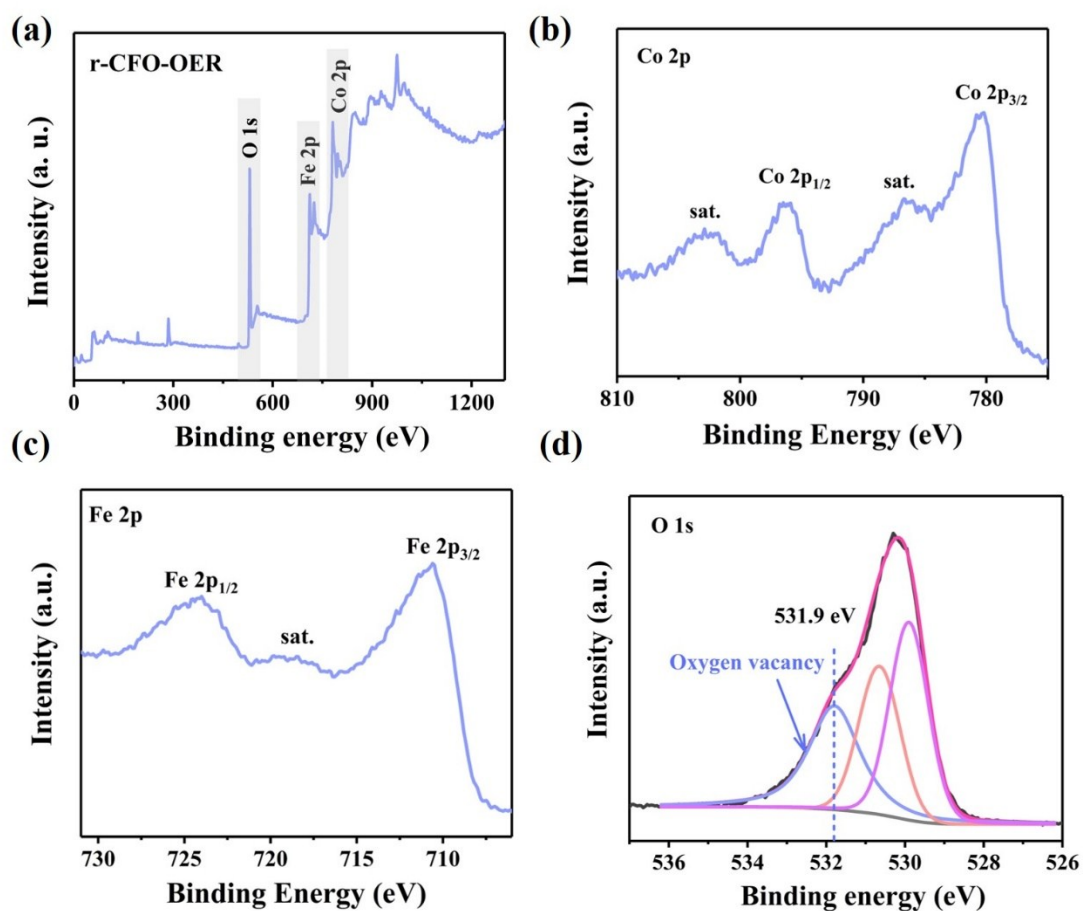 (a)
r-CFO-OER
O 1s
Fe 2p
Co 2p
Intensity (a. u.)
0 300 600 900 1200
Binding energy (eV)
(b)
Co 2p
Co 2p3/2
Co 2p1/2
sat.
sat.
Intensity (a.u.)
810 800 790 780
Binding Energy (eV)
(c)
Fe 2p
Fe 2p3/2
Fe 2p1/2
sat.
Intensity (a.u.)
730 725 720 715 710
Binding Energy (eV)
(d)
O 1s
531.9 eV
Oxygen vacancy
Intensity (a.u.)
536 534 532 530 528 526
Binding energy (eV)